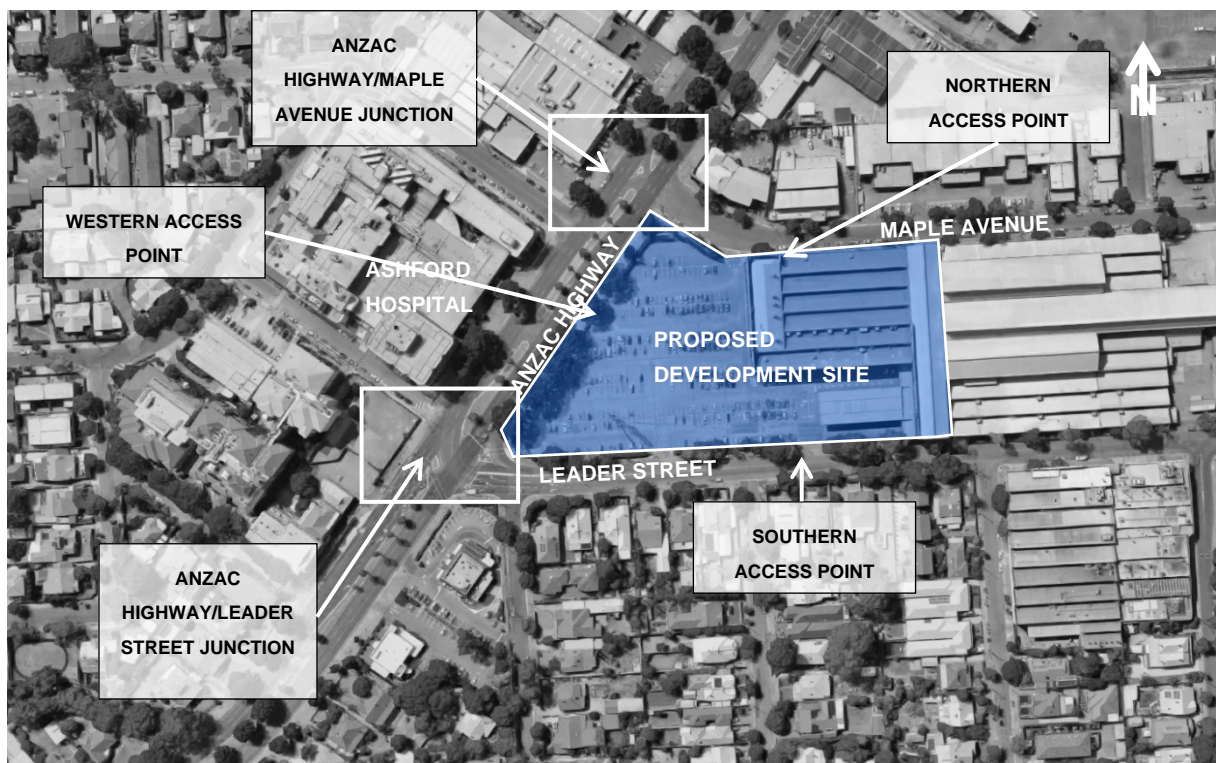 ANZAC
HIGHWAY/MAPLE
AVENUE JUNCTION
NORTHERN
ACCESS POINT
N
WESTERN ACCESS
POINT
MAPLE AVENUE
ASHFORD
HOSPITAL
ANZAC HIGHWAY
PROPOSED
DEVELOPMENT SITE
LEADER STREET
SOUTHERN
ACCESS POINT
ANZAC
HIGHWAY/LEADER
STREET JUNCTION